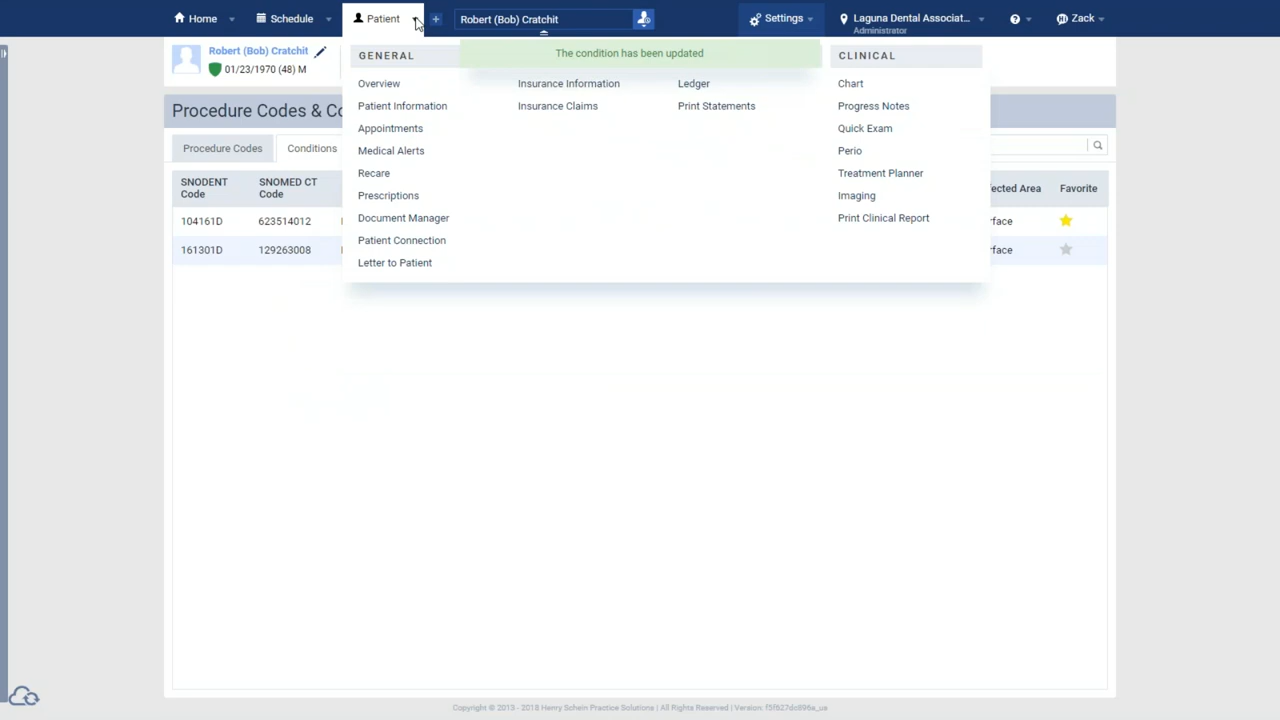 Home Schedule Patient + Robert (Bob) Cratchit Settings Laguna Dental Associat... ? Zack
Administrator
Robert (Bob) Cratchit
01/23/1970 (48) M
The condition has been updated
GENERAL
Overview
Patient Information
Appointments
Medical Alerts
Recare
Prescriptions
Document Manager
Patient Connection
Letter to Patient
Insurance Information
Insurance Claims
Ledger
Print Statements
CLINICAL
Chart
Progress Notes
Quick Exam
Perio
Treatment Planner
Imaging
Print Clinical Report
Procedure Codes & Co
Procedure Codes Conditions
SNODENT Code SNOMED CT Code ected Area Favorite
104161D 623514012 rface
161301D 129263008 rface
Copyright © 2013 - 2018 Henry Schein Practice Solutions | All Rights Reserved | Version: